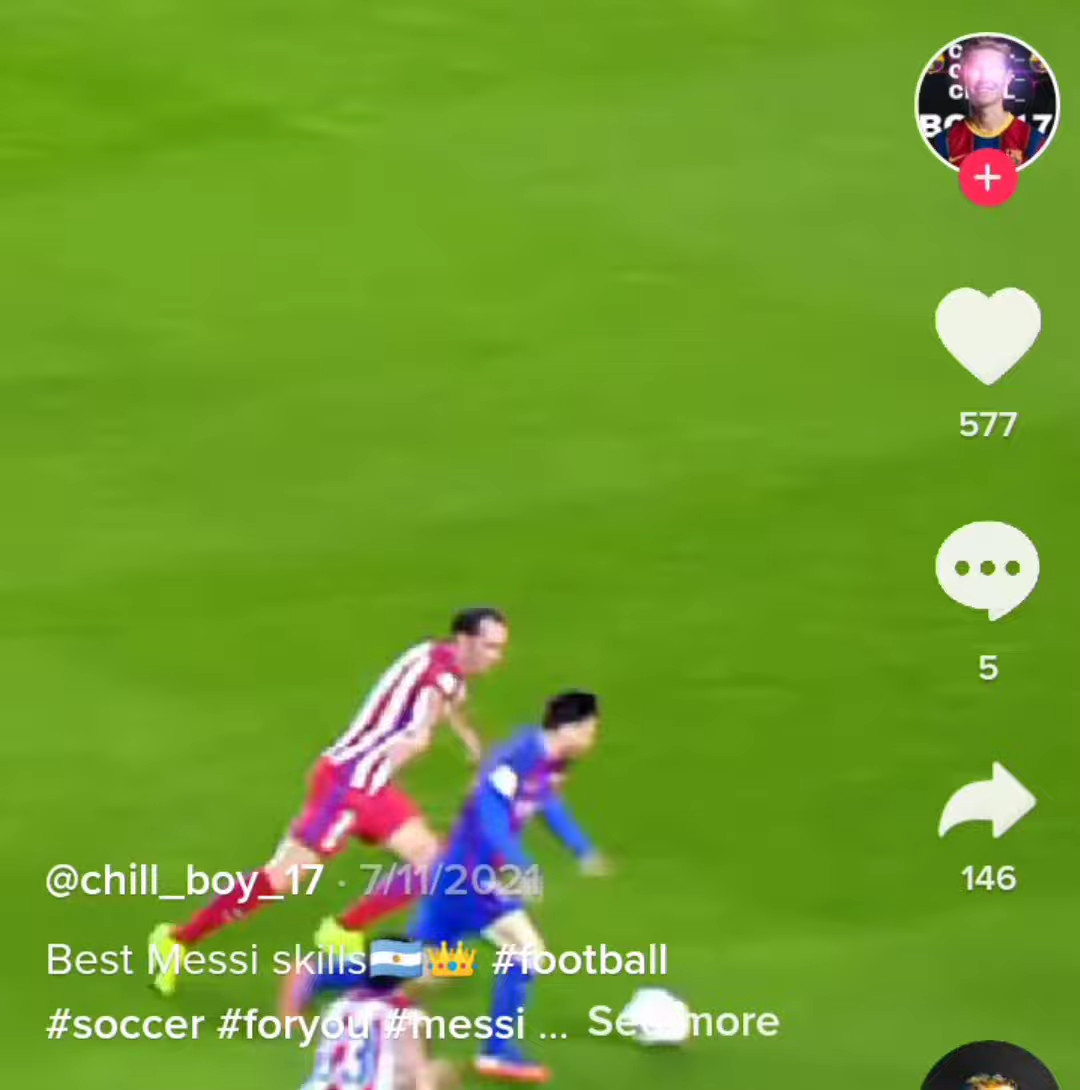 577
5
146
@chill_boy_17 · 7/11/2021
Best Messi skills🇦🇷👑 #football
#soccer #foryou #messi ... See more